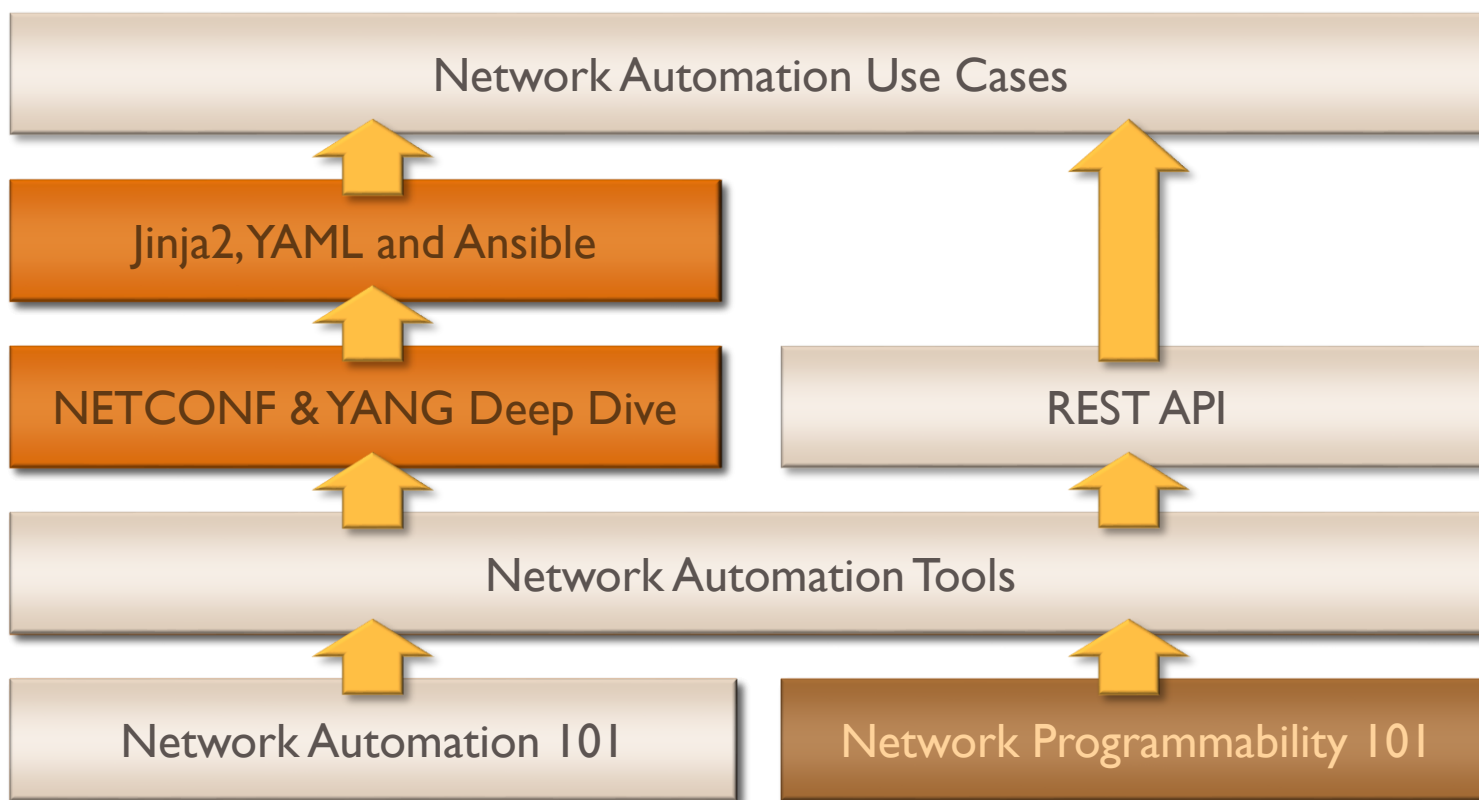 Network Automation Use Cases
Jinja2, YAML and Ansible
NETCONF & YANG Deep Dive
REST API
Network Automation Tools
Network Automation 101
Network Programmability 101